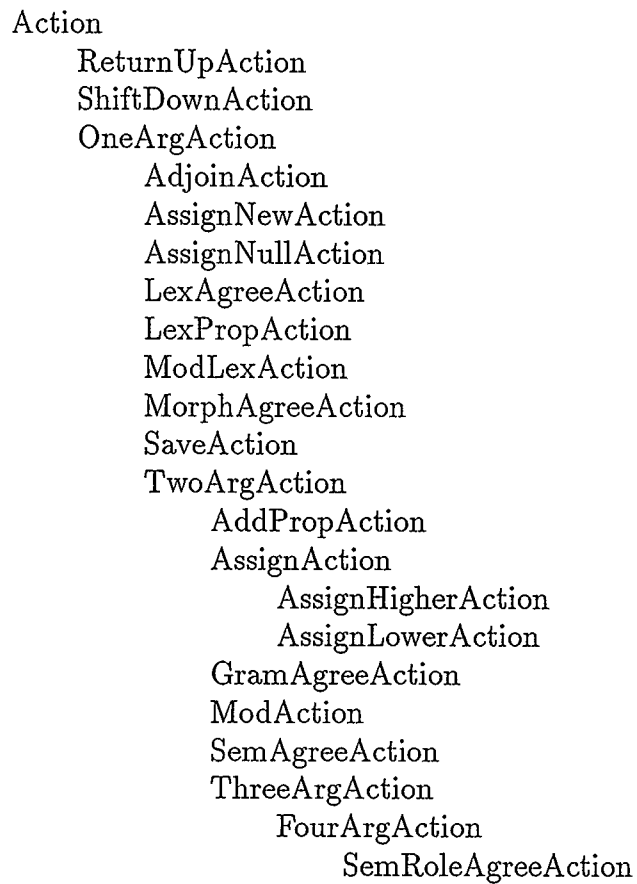 Action
ReturnUpAction
ShiftDownAction
OneArgAction
AdjoinAction
AssignNewAction
AssignNullAction
LexAgreeAction
LexPropAction
ModLexAction
MorphAgreeAction
SaveAction
TwoArgAction
AddPropAction
AssignAction
AssignHigherAction
AssignLowerAction
GramAgreeAction
ModAction
SemAgreeAction
ThreeArgAction
FourArgAction
SemRoleAgreeAction